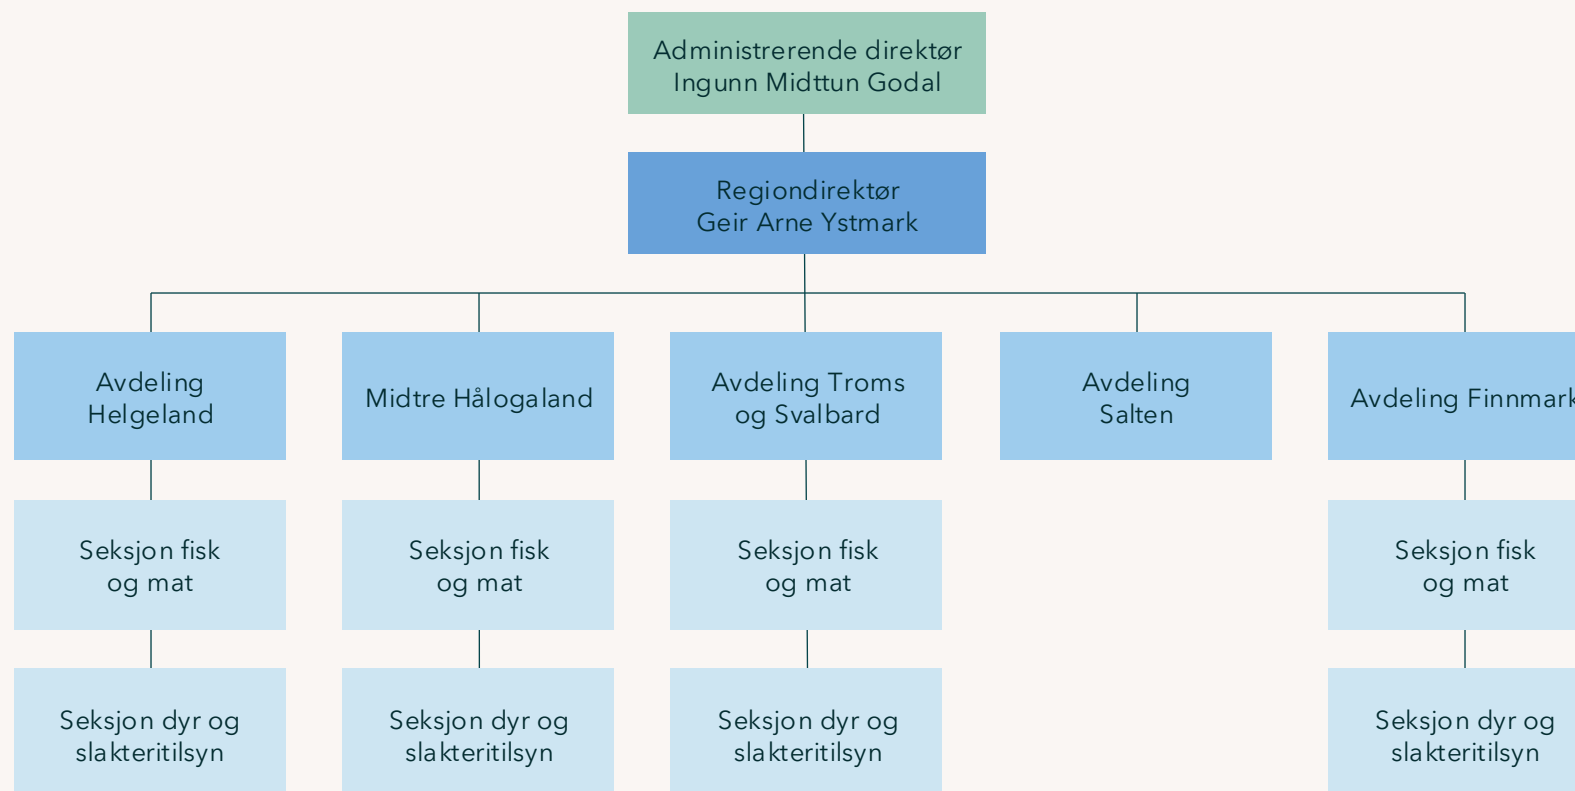 Administrerende direktør
Ingunn Midttun Godal
Regiondirektør
Geir Arne Ystmark
Avdeling
Helgeland
Midtre Hålogaland
Avdeling Troms
og Svalbard
Avdeling
Salten
Avdeling Finnmark
Seksjon fisk
og mat
Seksjon fisk
og mat
Seksjon fisk
og mat
Seksjon fisk
og mat
Seksjon dyr og
slakteritilsyn
Seksjon dyr og
slakteritilsyn
Seksjon dyr og
slakteritilsyn
Seksjon dyr og
slakteritilsyn